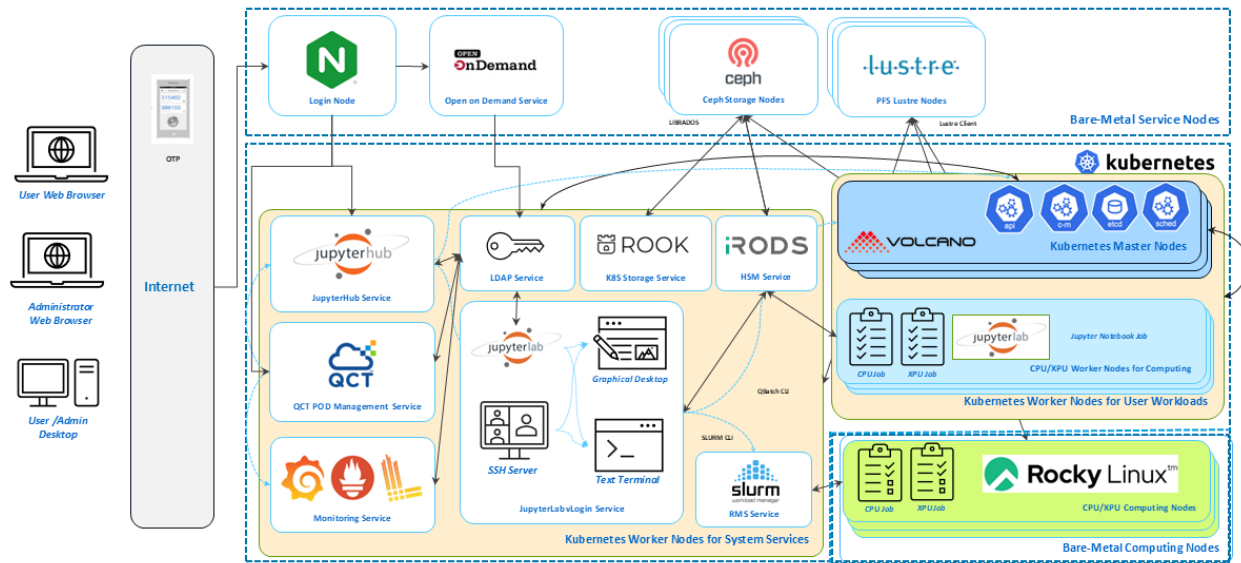 OTP
User Web Browser
Administrator
Web Browser
User /Admin
Desktop
Internet
N
Login Node
OPEN
OnDemand
Open on Demand Service
ceph
Ceph Storage Nodes
·l·u·s·t·r·e·
PFS Lustre Nodes
LIBRADOS
Lustre Client
Bare-Metal Service Nodes
kubernetes
jupyterhub
JupyterHub Service
LDAP Service
ROOK
K8S Storage Service
iRODS
HSM Service
VOLCANO
api
c-m
etcd
sched
Kubernetes Master Nodes
QCT
QCT POD Management Service
jupyterlab
Graphical Desktop
SSH Server
Text Terminal
JupyterLabvLogin Service
Monitoring Service
QBatch CLI
SLURM CLI
slurm
workload manager
RMS Service
Kubernetes Worker Nodes for System Services
CPU Job
XPU Job
jupyterlab
Jupyter Notebook Job
CPU/XPU Worker Nodes for Computing
Kubernetes Worker Nodes for User Workloads
CPU Job
XPU Job
Rocky Linux™
CPU/XPU Computing Nodes
Bare-Metal Computing Nodes